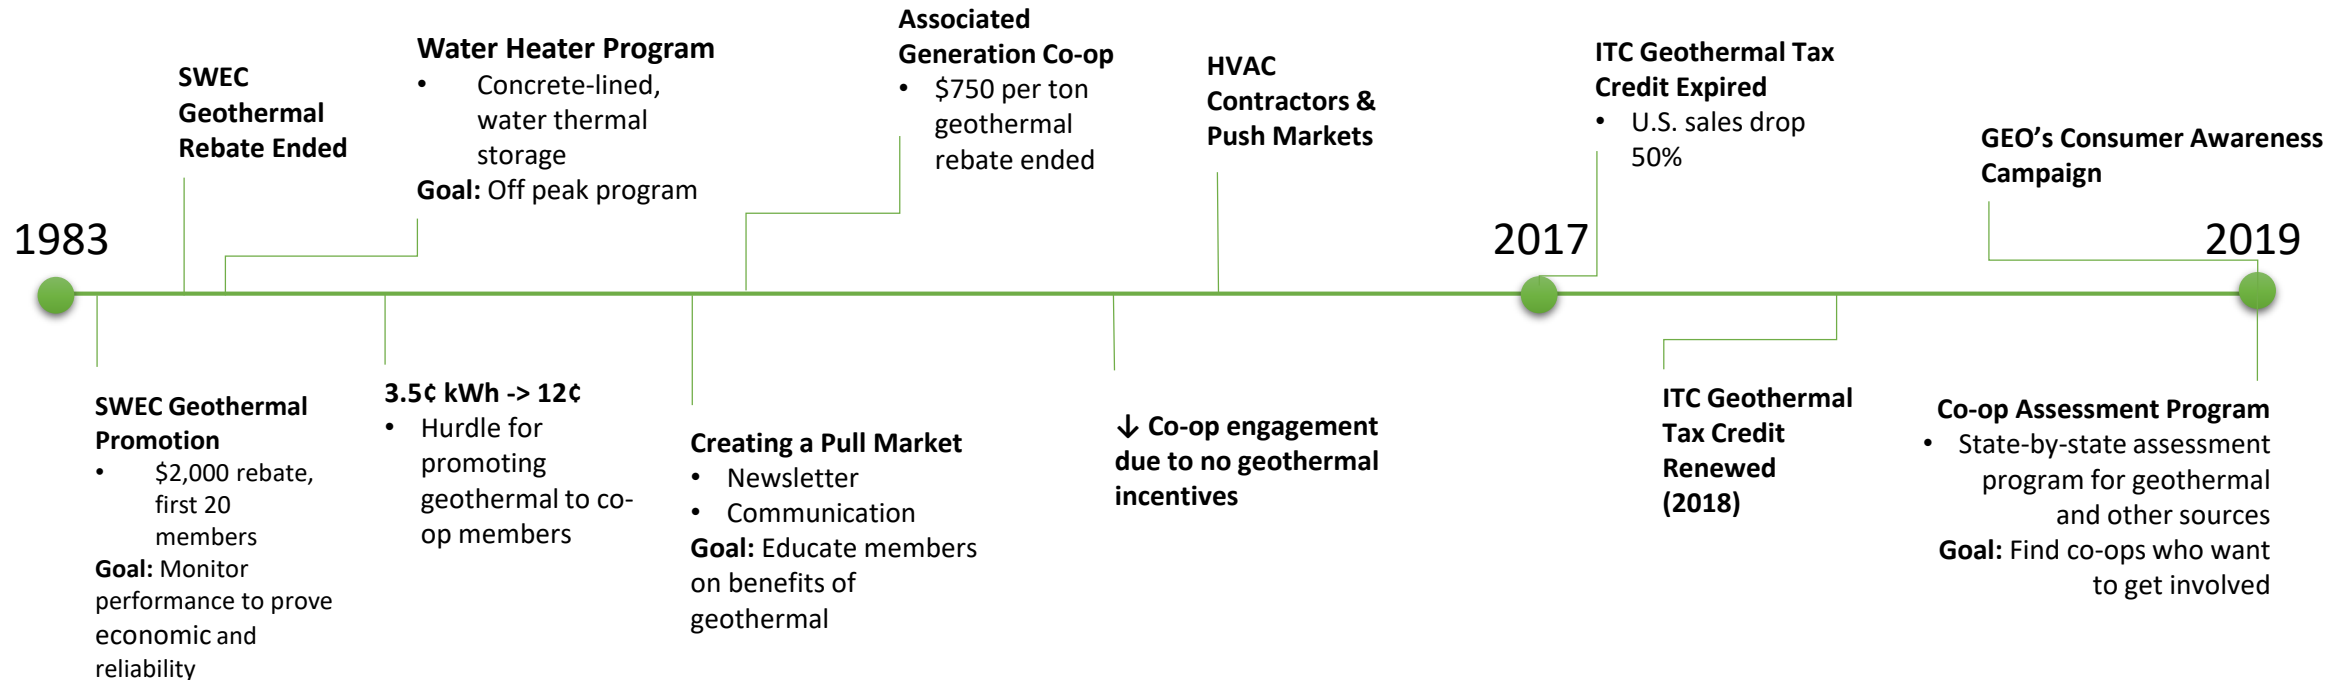 1983
SWEC
Geothermal
Rebate Ended
Water Heater Program
• Concrete-lined,
water thermal
storage
Goal: Off peak program
Associated
Generation Co-op
• $750 per ton
geothermal
rebate ended
HVAC
Contractors &
Push Markets
2017
ITC Geothermal Tax
Credit Expired
• U.S. sales drop
50%
GEO's Consumer Awareness
Campaign
2019
SWEC Geothermal
Promotion
• $2,000 rebate,
first 20
members
Goal: Monitor
performance to prove
economic and
reliability
3.5¢ kWh -> 12¢
• Hurdle for
promoting
geothermal to co-
op members
Creating a Pull Market
• Newsletter
• Communication
Goal: Educate members
on benefits of
geothermal
↓ Co-op engagement
due to no geothermal
incentives
ITC Geothermal
Tax Credit
Renewed
(2018)
Co-op Assessment Program
• State-by-state assessment
program for geothermal
and other sources
Goal: Find co-ops who want
to get involved